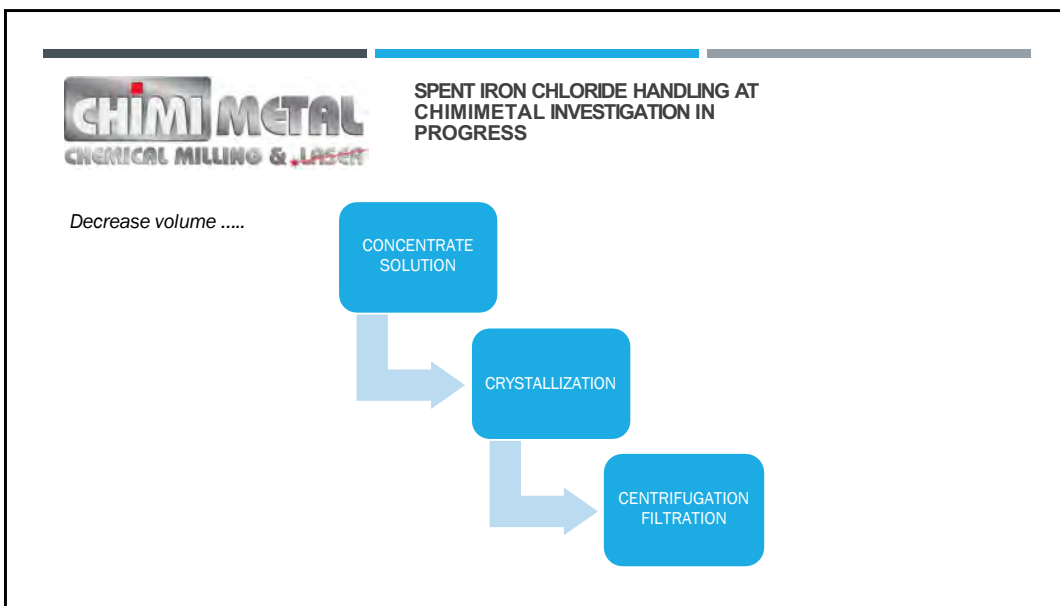 CHIMI METAL
CHEMICAL MILLING & LASER
SPENT IRON CHLORIDE HANDLING AT
CHIMIMETAL INVESTIGATION IN
PROGRESS
Decrease volume .....
CONCENTRATE
SOLUTION
CRYSTALLIZATION
CENTRIFUGATION
FILTRATION